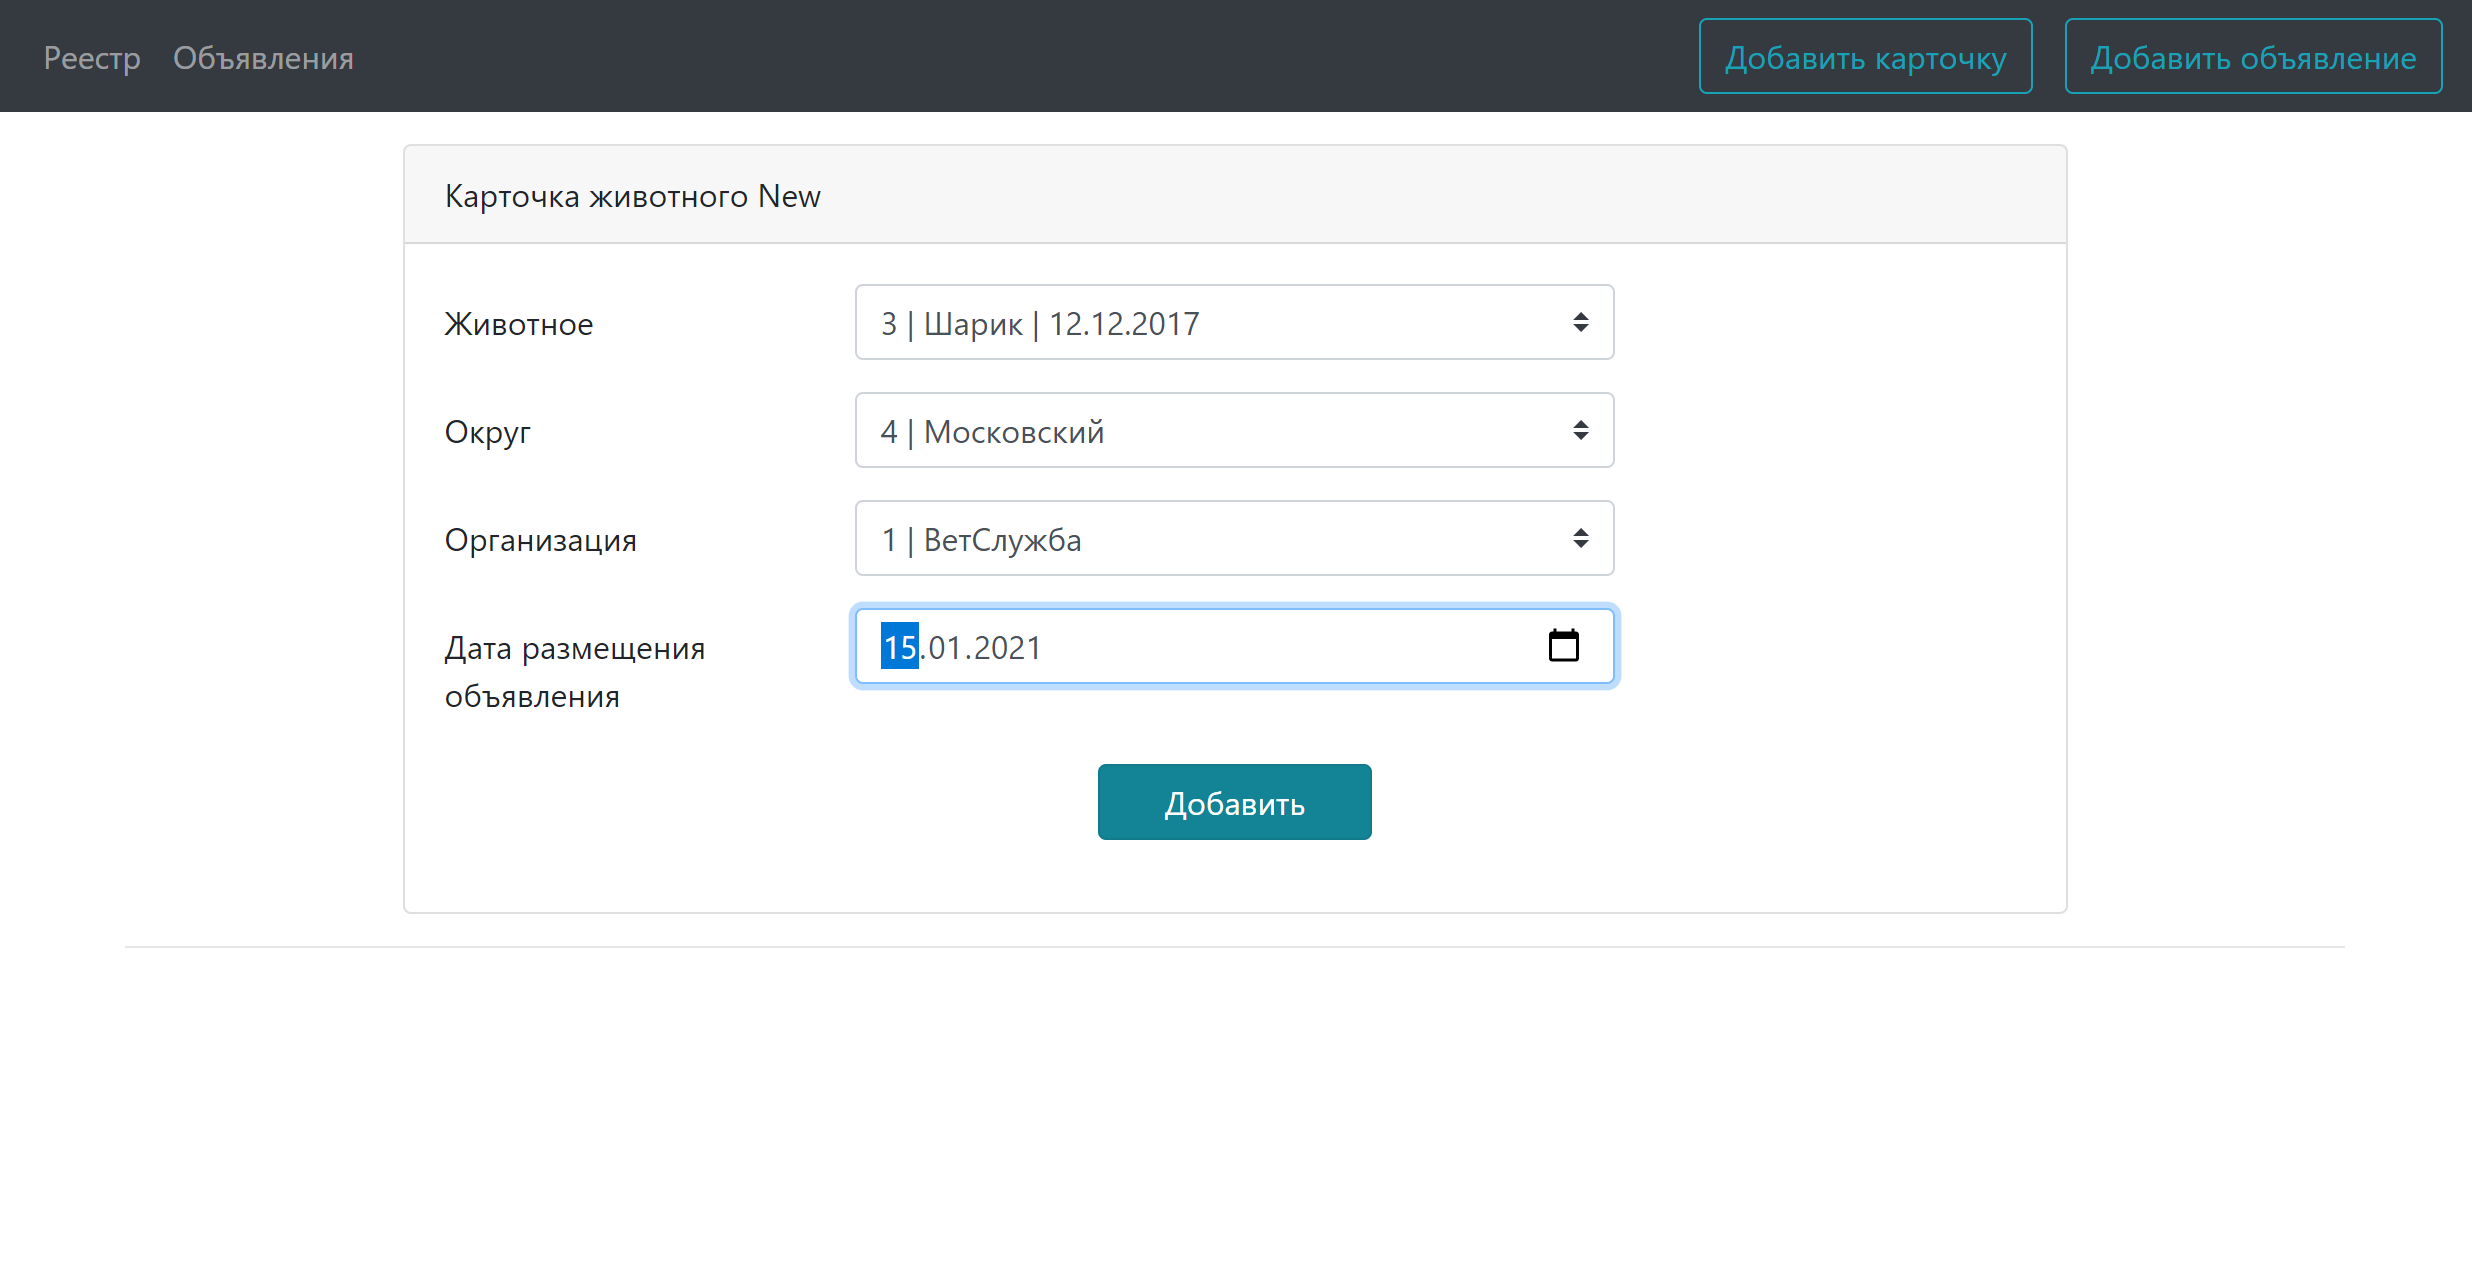 Реестр Объявления Добавить карточку Добавить объявление
Карточка животного New
Животное 3 | Шарик | 12.12.2017
Округ 4 | Московский
Организация 1 | ВетСлужба
Дата размещения 15.01.2021
объявления
Добавить